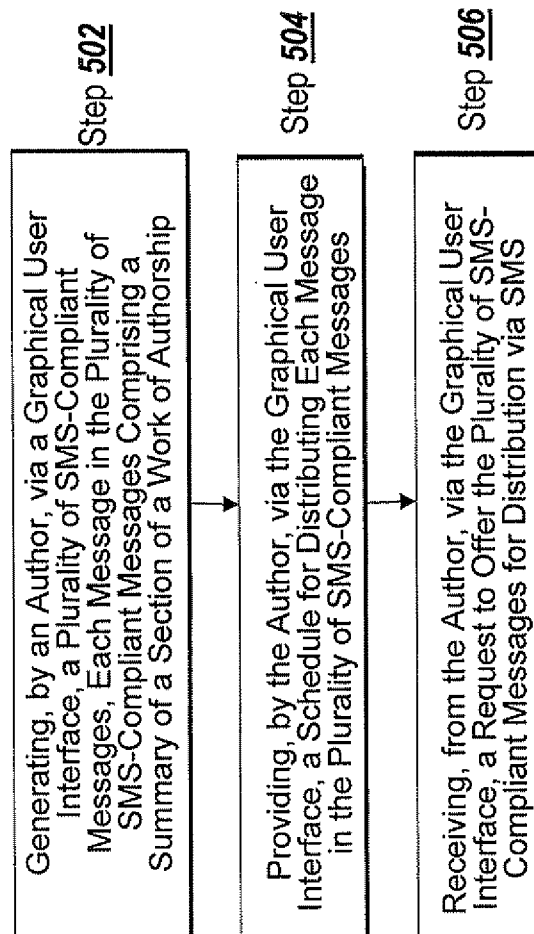 Generating, by an Author, via a Graphical User
Interface, a Plurality of SMS-Compliant
Messages, Each Message in the Plurality of
SMS-Compliant Messages Comprising a
Summary of a Section of a Work of Authorship
Step 502
Providing, by the Author, via the Graphical User
Interface, a Schedule for Distributing Each Message
in the Plurality of SMS-Compliant Messages
Step 504
Receiving, from the Author, via the Graphical User
Interface, a Request to Offer the Plurality of SMS-
Compliant Messages for Distribution via SMS
Step 506